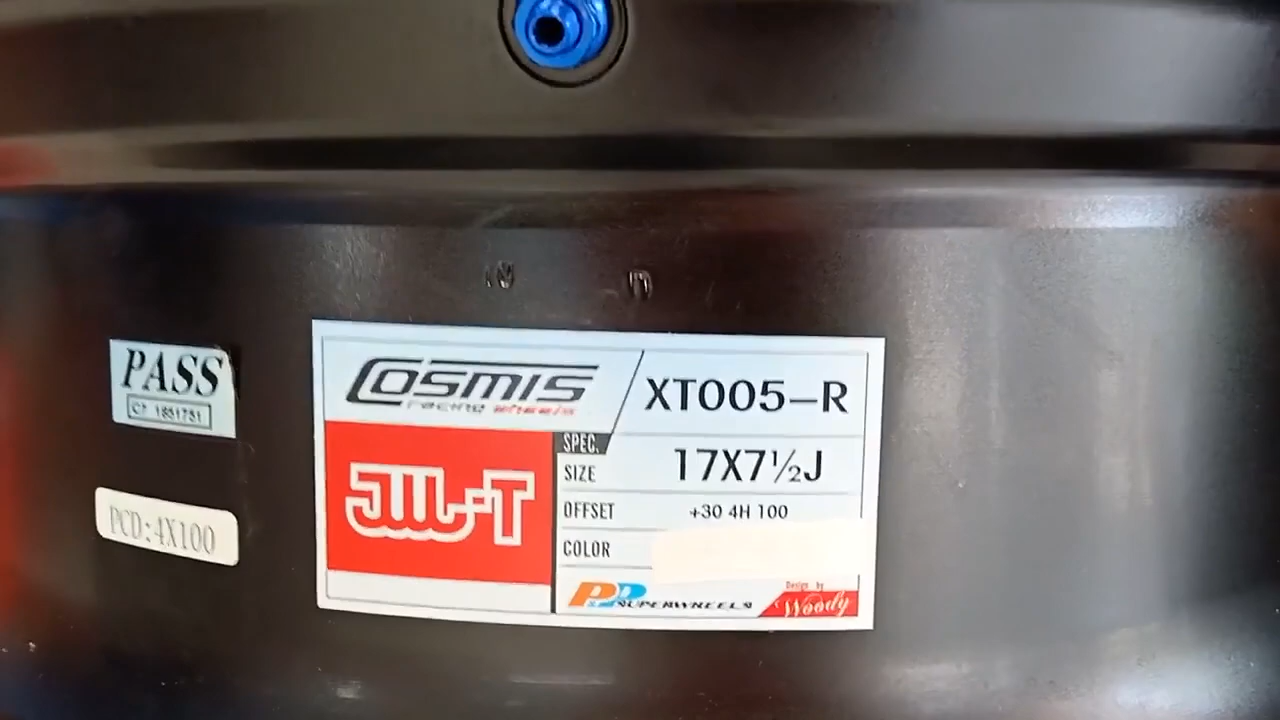 PASS
PCD:4X100
COSMIS
racing wheels
XT005-R
JWL-T
SPEC.
SIZE 17X7½J
OFFSET +30 4H 100
COLOR
P&P SUPERWHEELS
Design by
Woody